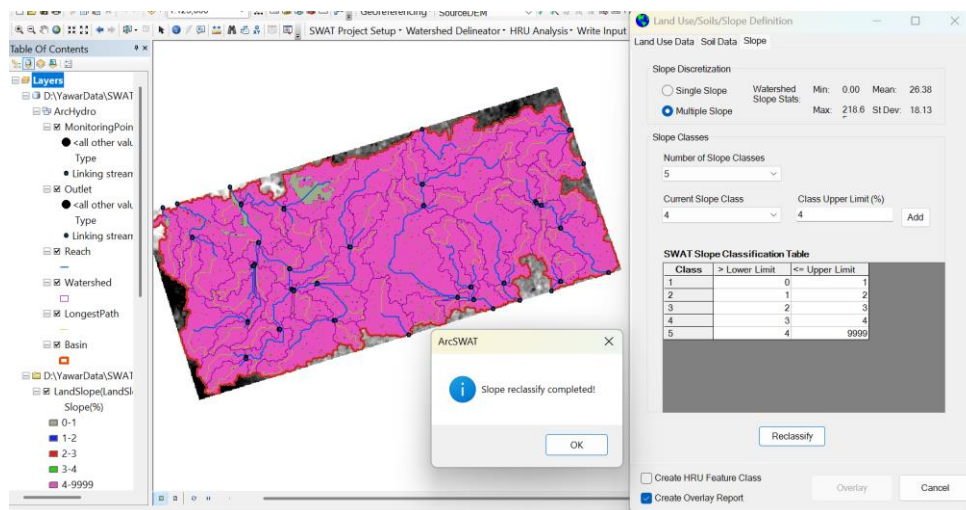 Georeferencing SourceDEM
SWAT Project Setup Watershed Delineator HRU Analysis Write Input
Table Of Contents
Layers
D:\YawarData\SWAT
ArcHydro
MonitoringPoin
<all other valu
Type
Linking stream
Outlet
<all other valu
Type
Linking stream
Reach
Watershed
LongestPath
Basin
D:\YawarData\SWAT
LandSlope(LandSl
Slope(%)
0-1
1-2
2-3
3-4
4-9999
ArcSWAT
Slope reclassify completed!
OK
Land Use/Soils/Slope Definition
Land Use Data Soil Data Slope
Slope Discretization
Single Slope
Multiple Slope
Watershed
Slope Stats:
Min: 0.00 Mean: 26.38
Max: 218.6 St Dev: 18.13
Slope Classes
Number of Slope Classes
5
Current Slope Class Class Upper Limit (%)
4 4 Add
SWAT Slope Classification Table
Class > Lower Limit <= Upper Limit
1 0 1
2 1 2
3 2 3
4 3 4
5 4 9999
Reclassify
Create HRU Feature Class
Create Overlay Report
Overlay Cancel